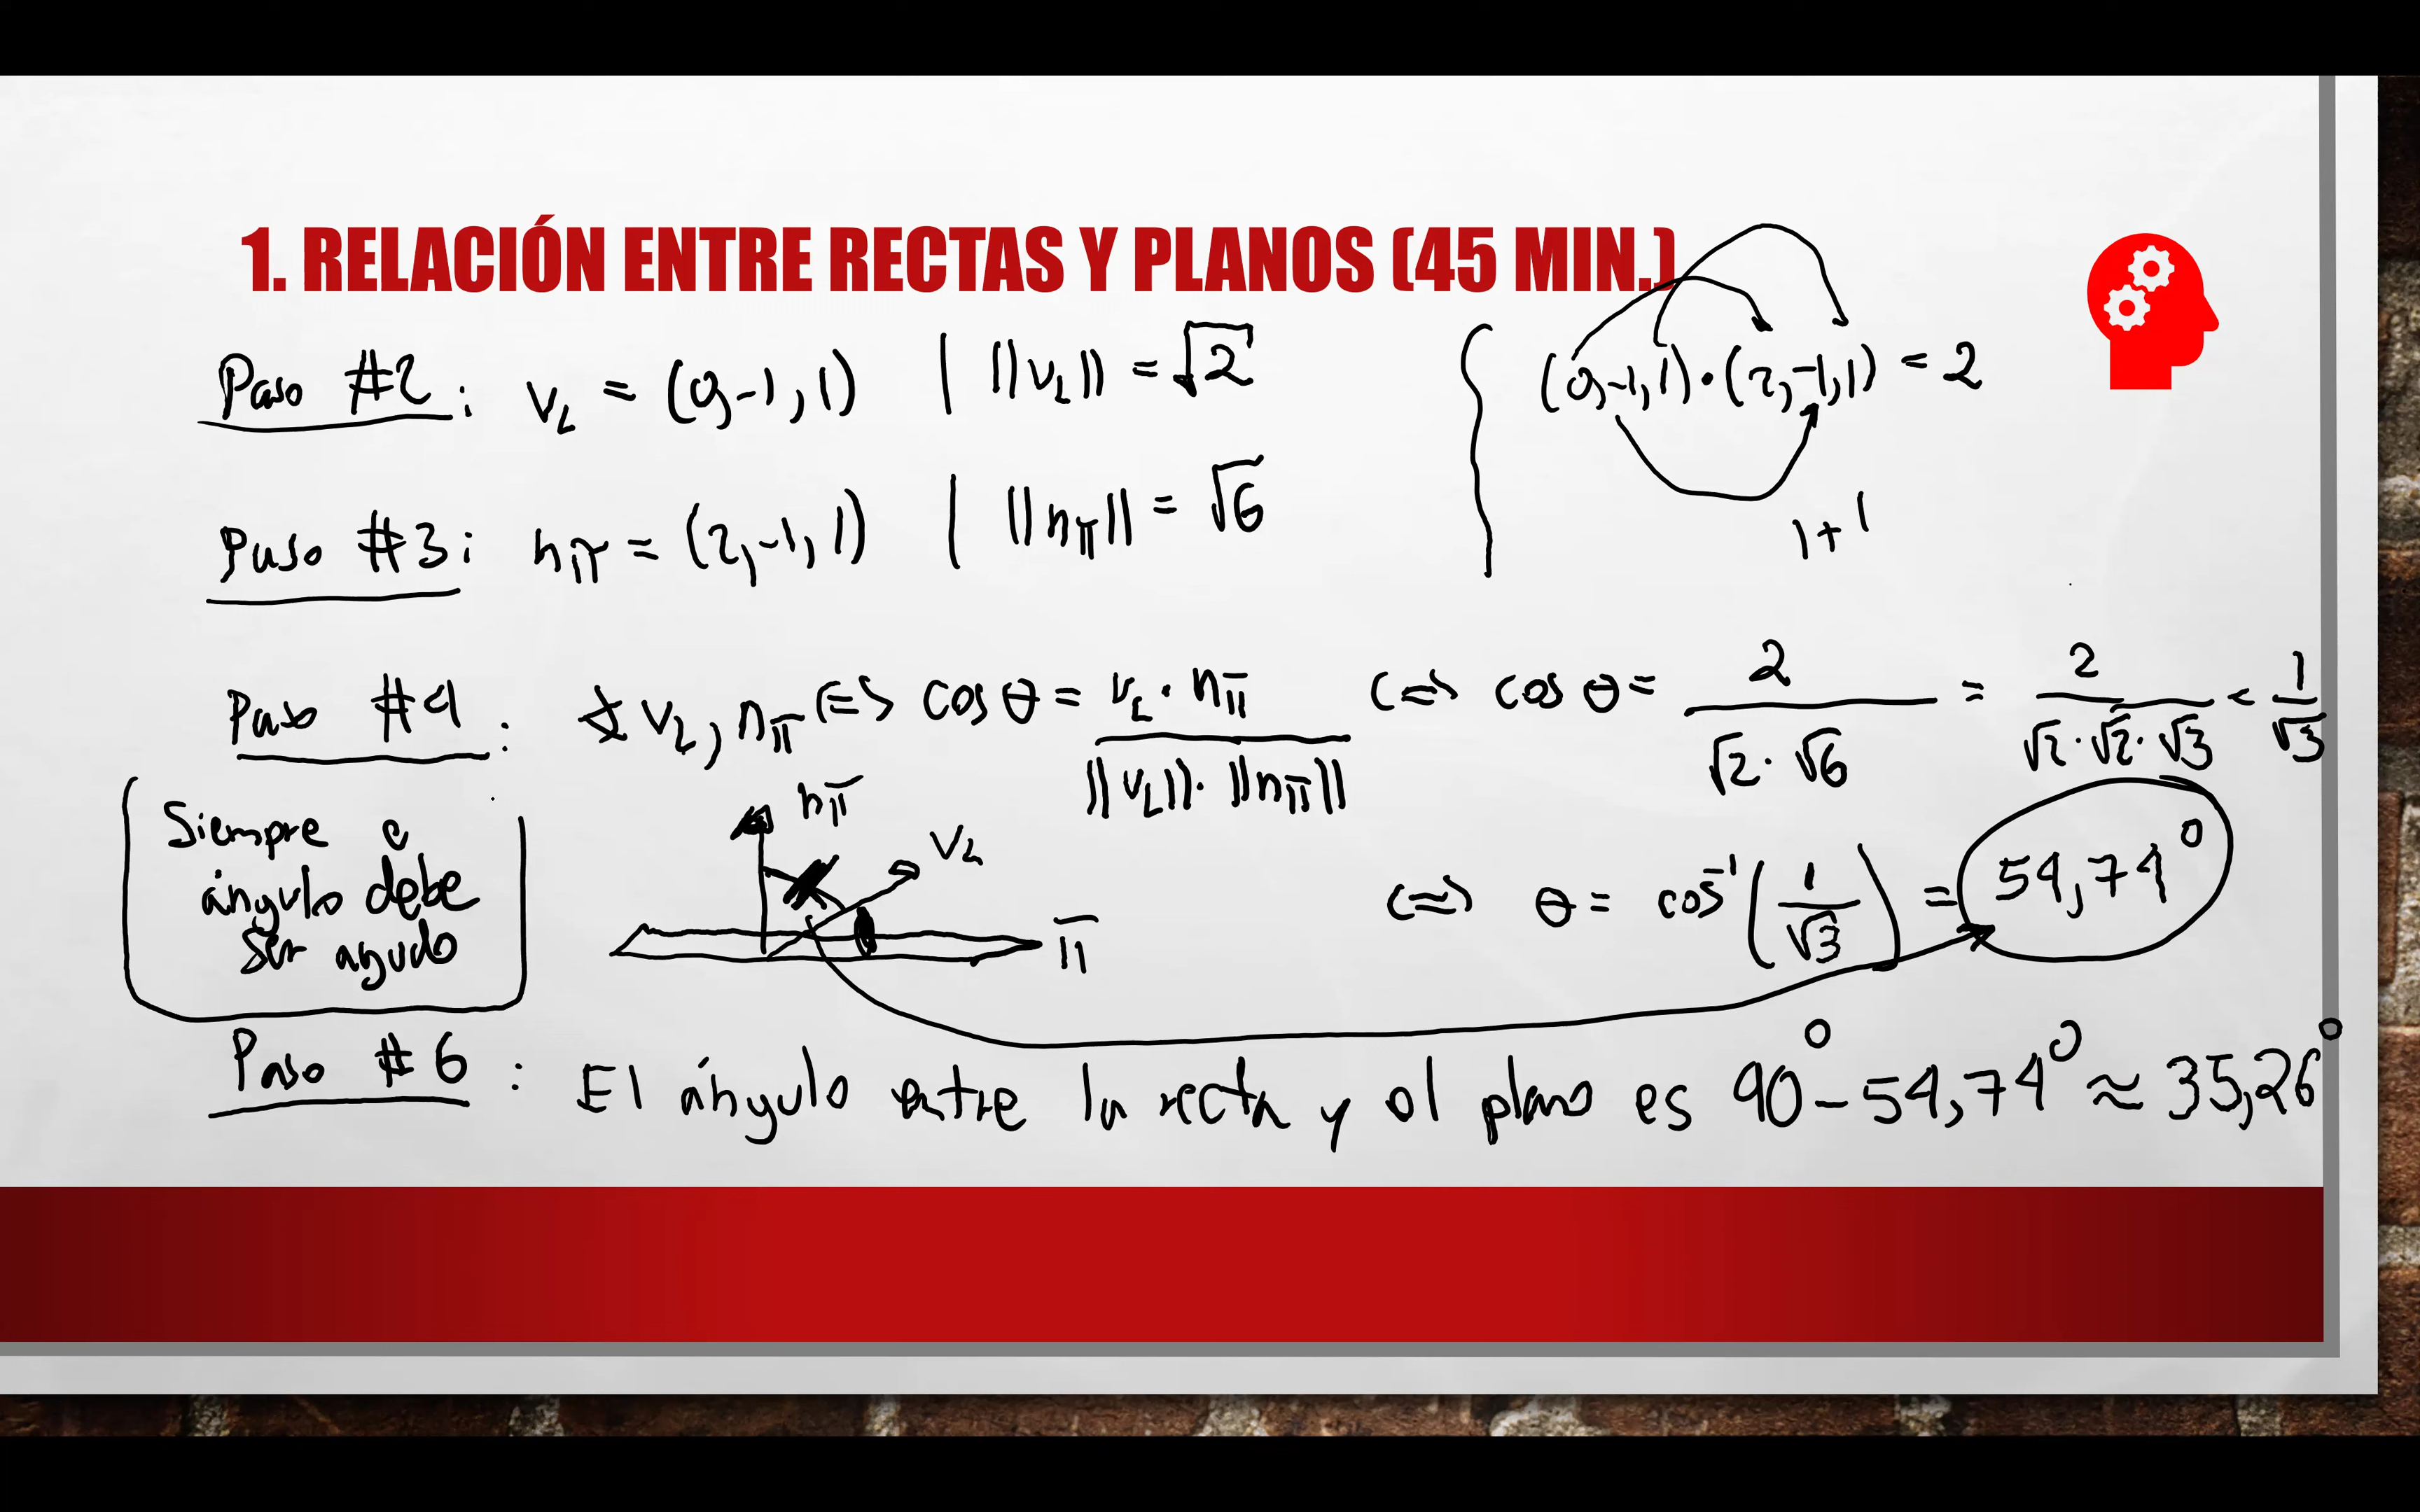 1. RELACIÓN ENTRE RECTAS Y PLANOS (45 MIN.)
Paso #2: v_L = (0,-1,1) | ||v_L|| = √2
(0,-1,1)·(2,-1,1) = 2
1+1
Paso #3: n_π = (2,-1,1) | ||n_π|| = √6
Paso #4: ∡ v_L, n_π ⇔ cos θ = v_L · n_π / ||v_L||·||n_π|| ⇔ cos θ = 2 / √2·√6 = 2 / √2·√2·√3 = 1/√3
Siempre e
ángulo debe
ser agudo
n_π
v_L
π
⇔ θ = cos⁻¹(1/√3) = 54,74°
Paso #6: El ángulo entre la recta y el plano es 90° - 54,74° ≈ 35,26°